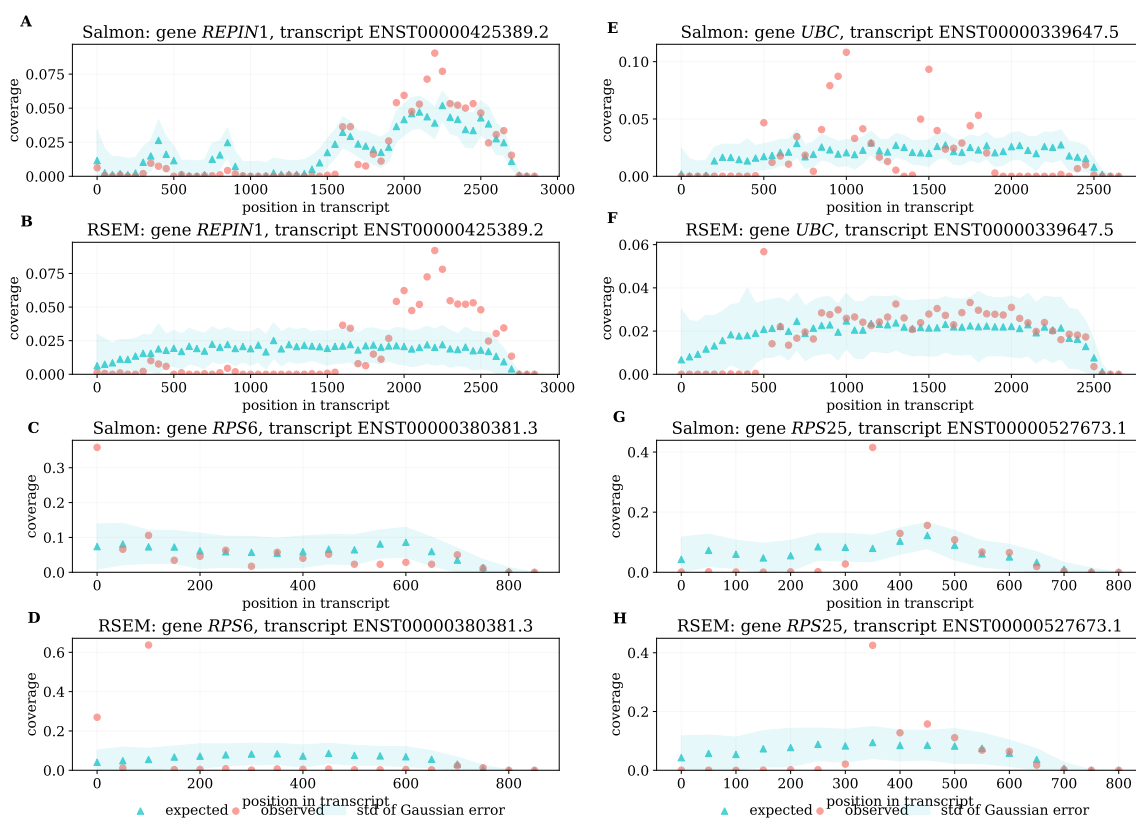 A
Salmon: gene REPIN1, transcript ENST00000425389.2
coverage
0.075
0.050
0.025
0.000
0 500 1000 1500 2000 2500 3000
position in transcript
B
RSEM: gene REPIN1, transcript ENST00000425389.2
coverage
0.075
0.050
0.025
0.000
0 500 1000 1500 2000 2500 3000
position in transcript
C
Salmon: gene RPS6, transcript ENST00000380381.3
coverage
0.3
0.2
0.1
0.0
0 200 400 600 800
position in transcript
D
RSEM: gene RPS6, transcript ENST00000380381.3
coverage
0.6
0.4
0.2
0.0
0 200 400 600 800
position in transcript
expected observed std of Gaussian error
E
Salmon: gene UBC, transcript ENST00000339647.5
coverage
0.10
0.05
0.00
0 500 1000 1500 2000 2500
position in transcript
F
RSEM: gene UBC, transcript ENST00000339647.5
coverage
0.06
0.04
0.02
0.00
0 500 1000 1500 2000 2500
position in transcript
G
Salmon: gene RPS25, transcript ENST00000527673.1
coverage
0.4
0.2
0.0
0 100 200 300 400 500 600 700 800
position in transcript
H
RSEM: gene RPS25, transcript ENST00000527673.1
coverage
0.4
0.2
0.0
0 100 200 300 400 500 600 700 800
position in transcript
expected observed std of Gaussian error